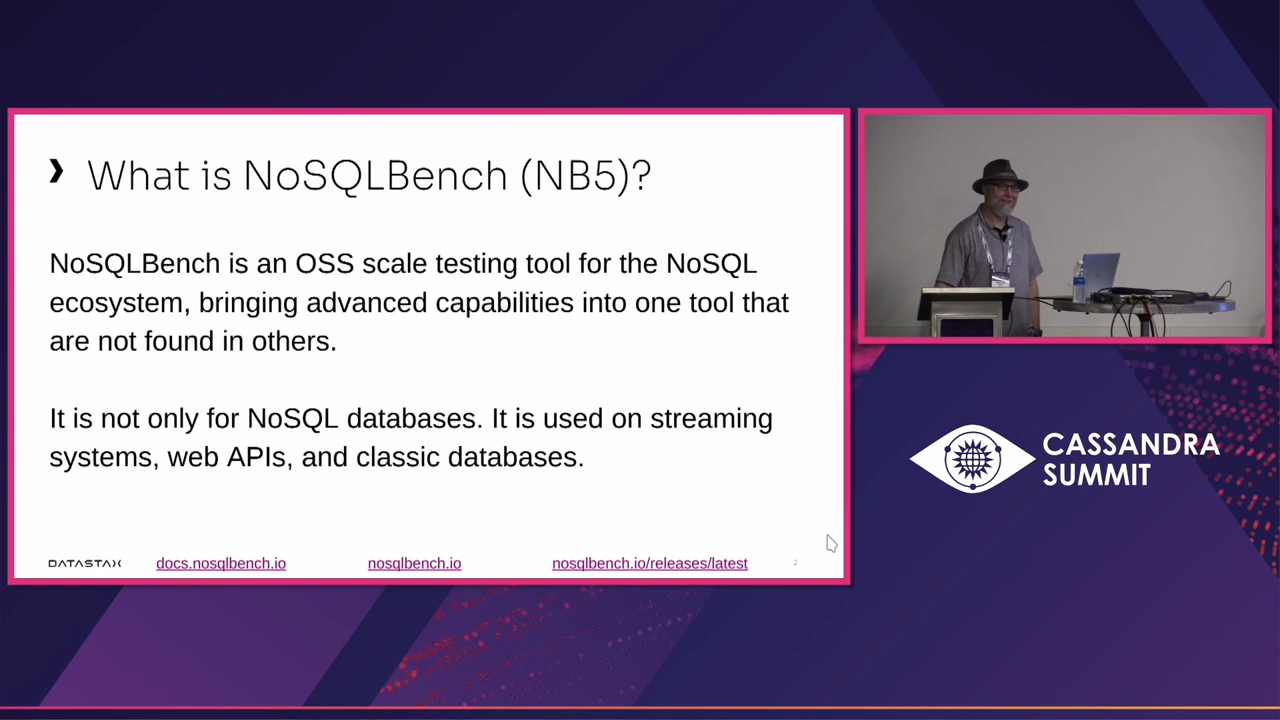 What is NoSQLBench (NB5)?
NoSQLBench is an OSS scale testing tool for the NoSQL
ecosystem, bringing advanced capabilities into one tool that
are not found in others.
It is not only for NoSQL databases. It is used on streaming
systems, web APIs, and classic databases.
DATASTAX
docs.nosqlbench.io
nosqlbench.io
nosqlbench.io/releases/latest
2
CASSANDRA
SUMMIT